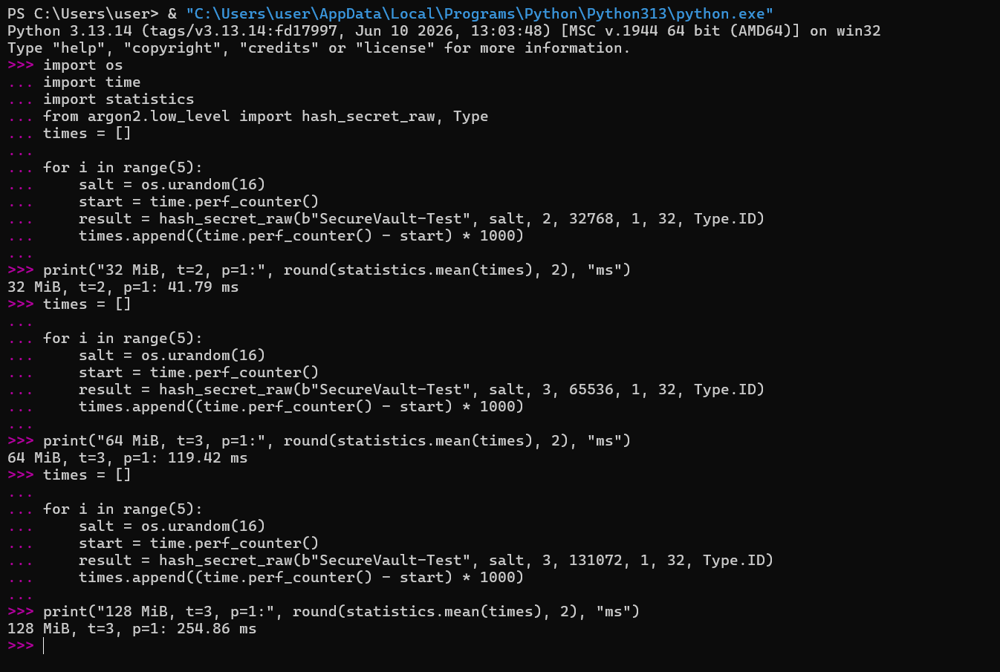 PS C:\Users\user> & "C:\Users\user\AppData\Local\Programs\Python\Python313\python.exe"
Python 3.13.14 (tags/v3.13.14:fd17997, Jun 10 2026, 13:03:48) [MSC v.1944 64 bit (AMD64)] on win32
Type "help", "copyright", "credits" or "license" for more information.
>>> import os
... import time
... import statistics
... from argon2.low_level import hash_secret_raw, Type
... times = []
...
... for i in range(5):
...     salt = os.urandom(16)
...     start = time.perf_counter()
...     result = hash_secret_raw(b"SecureVault-Test", salt, 2, 32768, 1, 32, Type.ID)
...     times.append((time.perf_counter() - start) * 1000)
...
>>> print("32 MiB, t=2, p=1:", round(statistics.mean(times), 2), "ms")
32 MiB, t=2, p=1: 41.79 ms
>>> times = []
...
... for i in range(5):
...     salt = os.urandom(16)
...     start = time.perf_counter()
...     result = hash_secret_raw(b"SecureVault-Test", salt, 3, 65536, 1, 32, Type.ID)
...     times.append((time.perf_counter() - start) * 1000)
...
>>> print("64 MiB, t=3, p=1:", round(statistics.mean(times), 2), "ms")
64 MiB, t=3, p=1: 119.42 ms
>>> times = []
...
... for i in range(5):
...     salt = os.urandom(16)
...     start = time.perf_counter()
...     result = hash_secret_raw(b"SecureVault-Test", salt, 3, 131072, 1, 32, Type.ID)
...     times.append((time.perf_counter() - start) * 1000)
...
>>> print("128 MiB, t=3, p=1:", round(statistics.mean(times), 2), "ms")
128 MiB, t=3, p=1: 254.86 ms
>>>